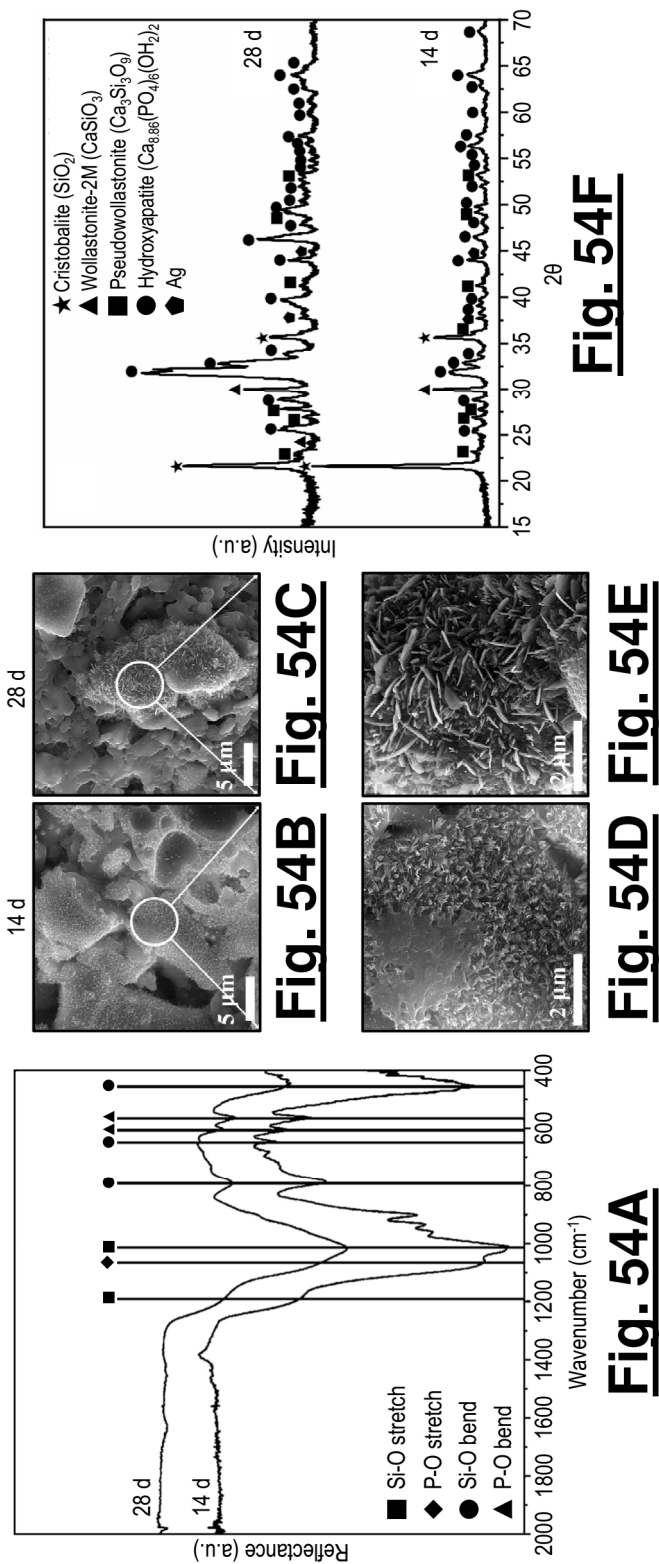 Reflectance (a.u.)
28 d
14 d
Si-O stretch
P-O stretch
Si-O bend
P-O bend
2000 1800 1600 1400 1200 1000 800 600 400
Wavenumber (cm-1)
Fig. 54A
14 d
28 d
5 µm
5 µm
Fig. 54B
Fig. 54C
2 µm
2 µm
Fig. 54D
Fig. 54E
Intensity (a.u.)
Cristobalite (SiO2)
Wollastonite-2M (CaSiO3)
Pseudowollastonite (Ca3Si3O9)
Hydroxyapatite (Ca8.86(PO4)6(OH2)2
Ag
28 d
14 d
15 20 25 30 35 40 45 50 55 60 65 70
2θ
Fig. 54F